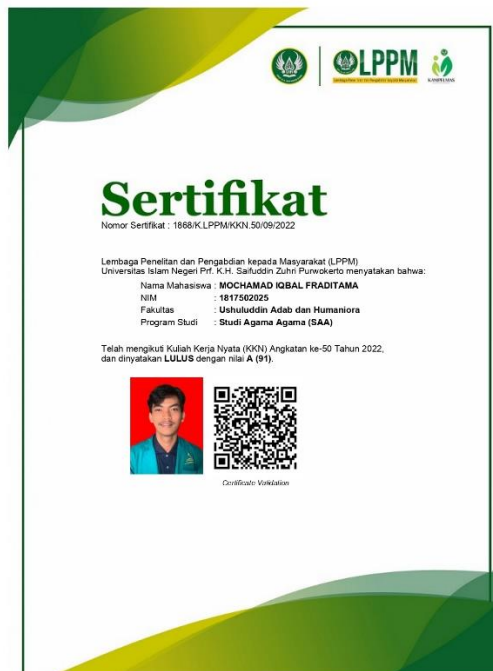 LPPM
KAMPELMAS
Sertifikat
Nomor Sertifikat : 1868/K.LPPM/KKN.50/09/2022
Lembaga Penelitan dan Pengabdian kepada Masyarakat (LPPM)
Universitas Islam Negeri Prf. K.H. Saifuddin Zuhri Purwokerto menyatakan bahwa:
Nama Mahasiswa : MOCHAMAD IQBAL FRADITAMA
NIM : 1817502025
Fakultas : Ushuluddin Adab dan Humaniora
Program Studi : Studi Agama Agama (SAA)
Telah mengikuti Kuliah Kerja Nyata (KKN) Angkatan ke-50 Tahun 2022,
dan dinyatakan LULUS dengan nilai A (91).
Certificate Validation